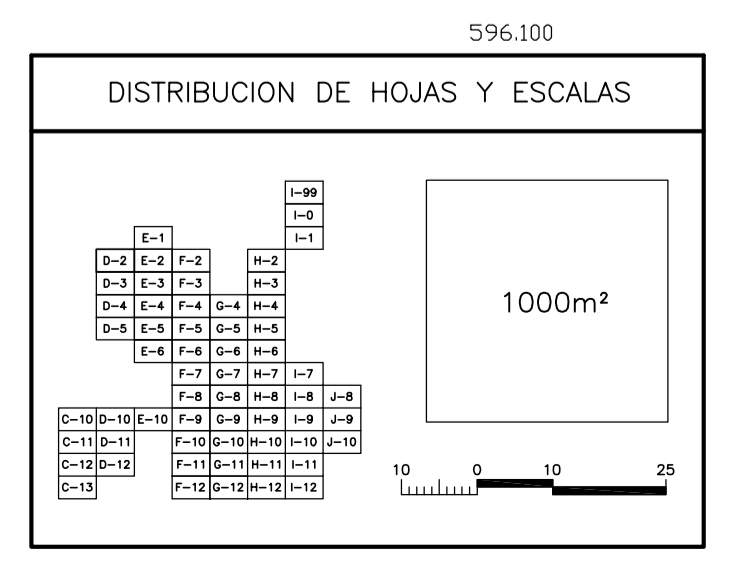 596.100
DISTRIBUCION DE HOJAS Y ESCALAS
I-99
I-0
E-1 I-1
D-2 E-2 F-2 H-2
D-3 E-3 F-3 H-3
D-4 E-4 F-4 G-4 H-4
D-5 E-5 F-5 G-5 H-5
E-6 F-6 G-6 H-6
F-7 G-7 H-7 I-7
F-8 G-8 H-8 I-8 J-8
C-10 D-10 E-10 F-9 G-9 H-9 I-9 J-9
C-11 D-11 F-10 G-10 H-10 I-10 J-10
C-12 D-12 F-11 G-11 H-11 I-11
C-13 F-12 G-12 H-12 I-12
1000m²
10 0 10 25